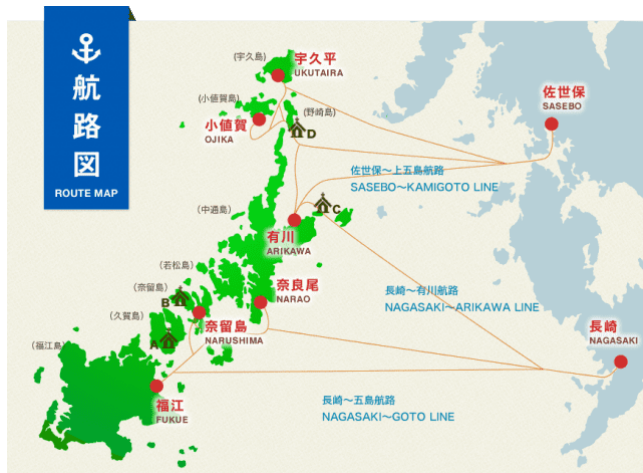 航路図
ROUTE MAP
(宇久島)
宇久平
UKUTAIRA
(小値賀島)
小値賀
OJIKA
(野崎島)
D
佐世保
SASEBO
佐世保〜上五島航路
SASEBO〜KAMIGOTO LINE
(中通島)
C
有川
ARIKAWA
(若松島)
(奈留島)
B
奈良尾
NARAO
長崎〜有川航路
NAGASAKI〜ARIKAWA LINE
(久賀島)
A
奈留島
NARUSHIMA
(福江島)
長崎
NAGASAKI
福江
FUKUE
長崎〜五島航路
NAGASAKI〜GOTO LINE